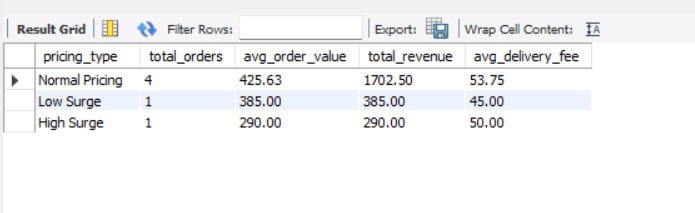 Result Grid Filter Rows: Export: Wrap Cell Content: IA
pricing_type total_orders avg_order_value total_revenue avg_delivery_fee
Normal Pricing 4 425.63 1702.50 53.75
Low Surge 1 385.00 385.00 45.00
High Surge 1 290.00 290.00 50.00